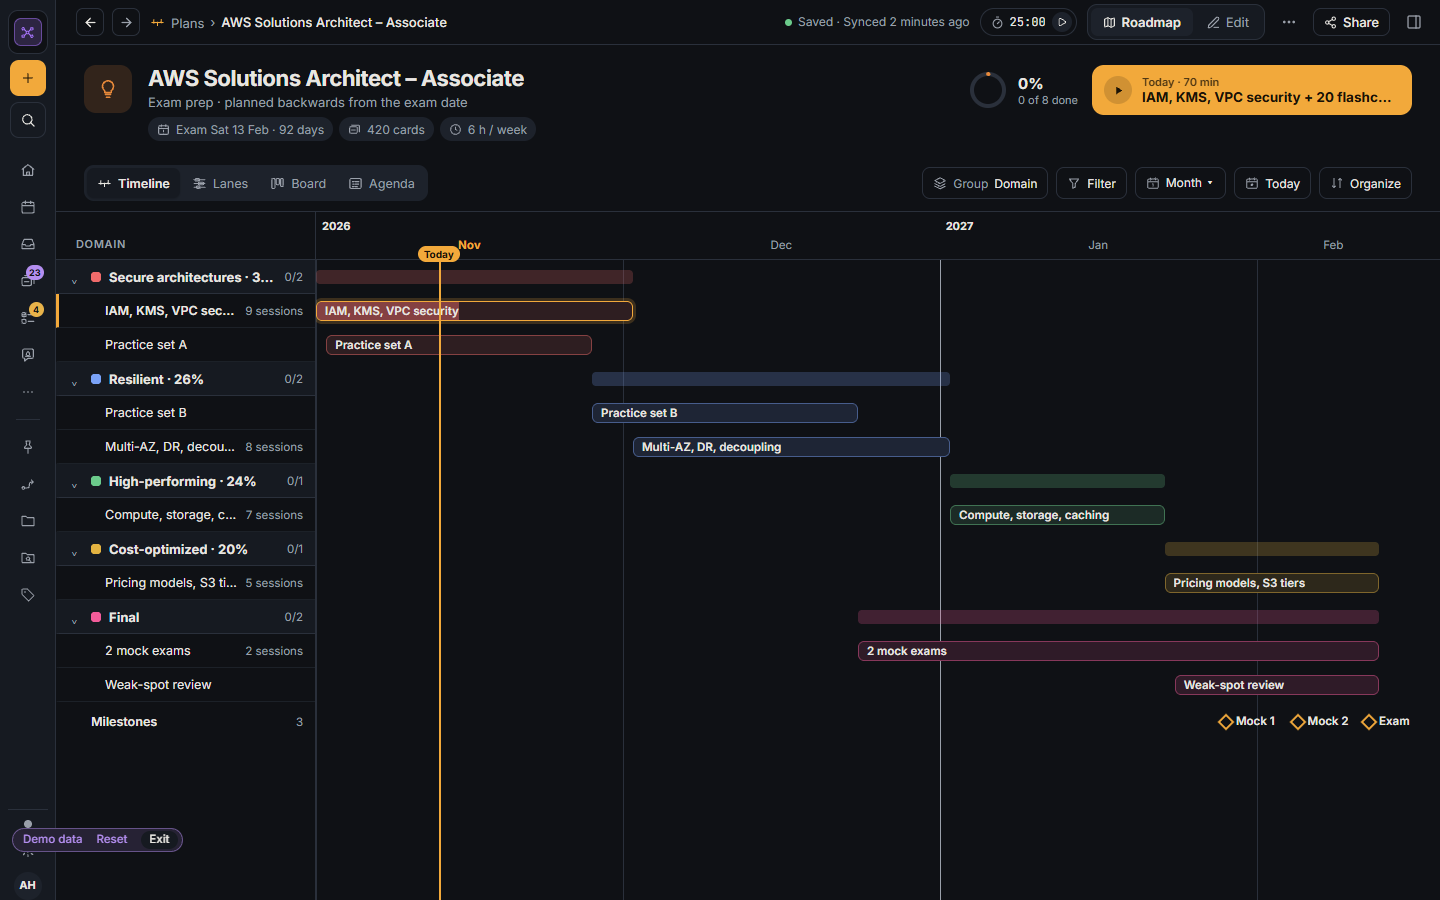 Plans › AWS Solutions Architect – Associate
Saved · Synced 2 minutes ago
25:00
Roadmap
Edit
Share
AWS Solutions Architect – Associate
Exam prep · planned backwards from the exam date
Exam Sat 13 Feb · 92 days
420 cards
6 h / week
0%
0 of 8 done
Today · 70 min
IAM, KMS, VPC security + 20 flashc...
Timeline
Lanes
Board
Agenda
Group Domain
Filter
Month
Today
Organize
23
4
DOMAIN
2026
2027
Today
Nov
Dec
Jan
Feb
Secure architectures · 3... 0/2
IAM, KMS, VPC sec... 9 sessions
IAM, KMS, VPC security
Practice set A
Practice set A
Resilient · 26% 0/2
Practice set B
Practice set B
Multi-AZ, DR, decou... 8 sessions
Multi-AZ, DR, decoupling
High-performing · 24% 0/1
Compute, storage, c... 7 sessions
Compute, storage, caching
Cost-optimized · 20% 0/1
Pricing models, S3 ti... 5 sessions
Pricing models, S3 tiers
Final 0/2
2 mock exams 2 sessions
2 mock exams
Weak-spot review
Weak-spot review
Milestones 3
Mock 1
Mock 2
Exam
Demo data Reset Exit
AH